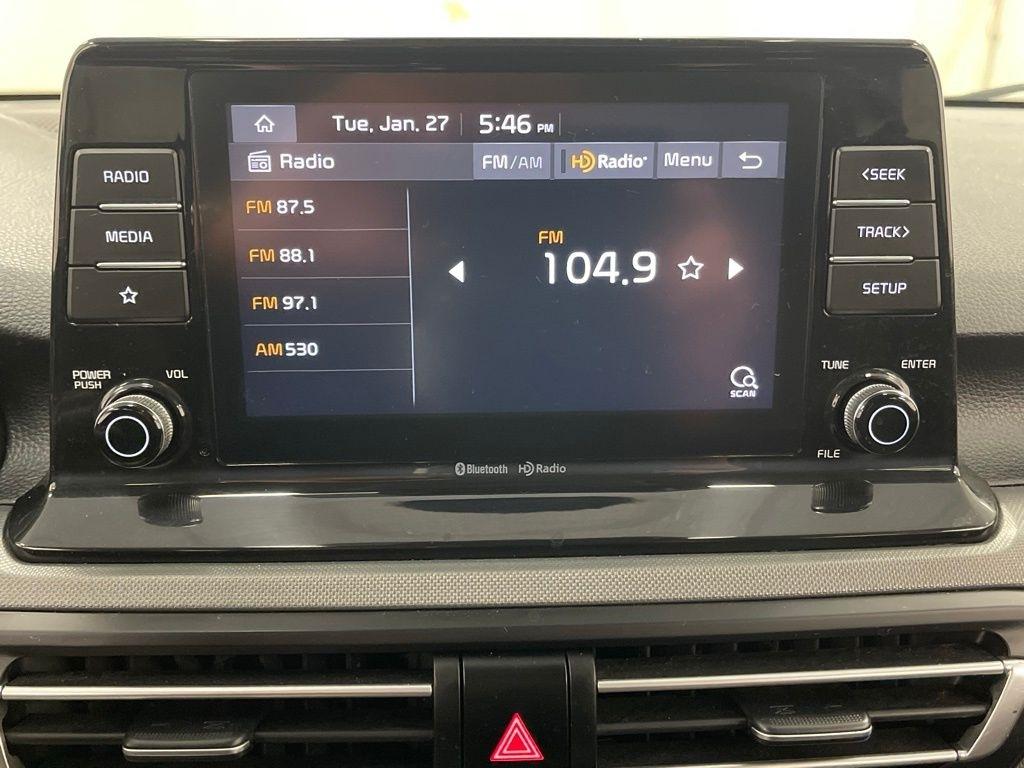 Tue, Jan. 27 5:46 PM
Radio FM/AM HD Radio® Menu
FM 87.5
FM 88.1
FM 97.1
AM 530
FM
104.9
SCAN
RADIO
MEDIA
POWER
PUSH
VOL
<SEEK
TRACK>
SETUP
TUNE
ENTER
FILE
Bluetooth HD Radio